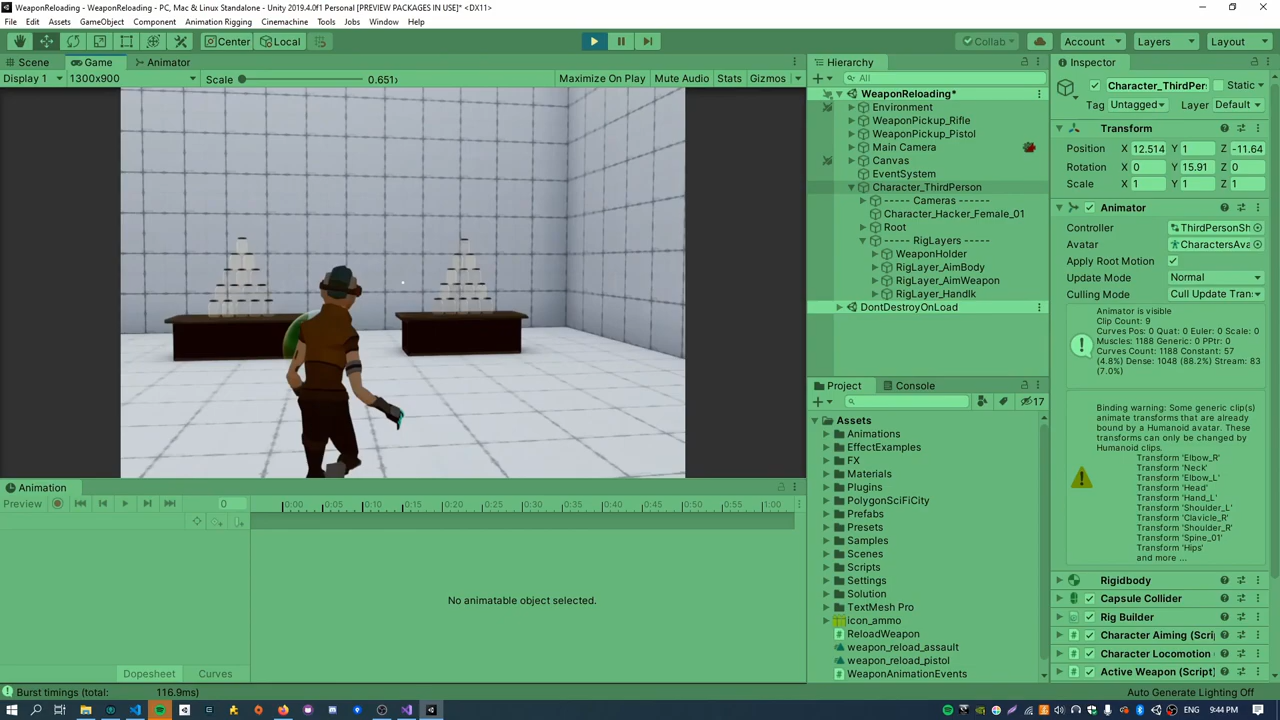 WeaponReloading - WeaponReloading - PC, Mac & Linux Standalone - Unity 2019.4.0f1 Personal [PREVIEW PACKAGES IN USE]* <DX11>
File Edit Assets GameObject Component Animation Rigging Cinemachine Tools Jobs Window Help
Center Local Collab Account Layers Layout
Scene Game Animator
Display 1 1300x900 Scale 0.651 Maximize On Play Mute Audio Stats Gizmos
Hierarchy
All
WeaponReloading*
Environment
WeaponPickup_Rifle
WeaponPickup_Pistol
Main Camera
Canvas
EventSystem
Character_ThirdPerson
----- Cameras ------
Character_Hacker_Female_01
Root
----- RigLayers -----
WeaponHolder
RigLayer_AimBody
RigLayer_AimWeapon
RigLayer_HandIk
DontDestroyOnLoad
Project Console
17
Assets
Animations
EffectExamples
FX
Materials
Plugins
PolygonSciFiCity
Prefabs
Presets
Samples
Scenes
Scripts
Settings
Solution
TextMesh Pro
icon_ammo
ReloadWeapon
weapon_reload_assault
weapon_reload_pistol
WeaponAnimationEvents
Inspector
Character_ThirdPer Static
Tag Untagged Layer Default
Transform
Position X 12.514 Y 1 Z -11.64
Rotation X 0 Y 15.91 Z 0
Scale X 1 Y 1 Z 1
Animator
Controller ThirdPersonSh
Avatar CharactersAva
Apply Root Motion
Update Mode Normal
Culling Mode Cull Update Tran
Animator is visible
Clip Count: 9
Curves Pos: 0 Quat: 0 Euler: 0 Scale: 0
Muscles: 1188 Generic: 0 PPtr: 0
Curves Count: 1188 Constant: 57
(4.8%) Dense: 1048 (88.2%) Stream: 83
(7.0%)
Binding warning: Some generic clip(s)
animate transforms that are already
bound by a Humanoid avatar. These
transforms can only be changed by
Humanoid clips.
Transform 'Elbow_R'
Transform 'Neck'
Transform 'Elbow_L'
Transform 'Head'
Transform 'Hand_L'
Transform 'Shoulder_L'
Transform 'Clavicle_R'
Transform 'Shoulder_R'
Transform 'Spine_01'
Transform 'Hips'
and more ...
Rigidbody
Capsule Collider
Rig Builder
Character Aiming (Scri
Character Locomotion
Active Weapon (Script)
Animation
Preview 0 0:00 0:05 0:10 0:15 0:20 0:25 0:30 0:35 0:40 0:45 0:50 0:55 1:00
No animatable object selected.
Dopesheet Curves
Burst timings (total: 116.9ms) Auto Generate Lighting Off
ENG 9:44 PM